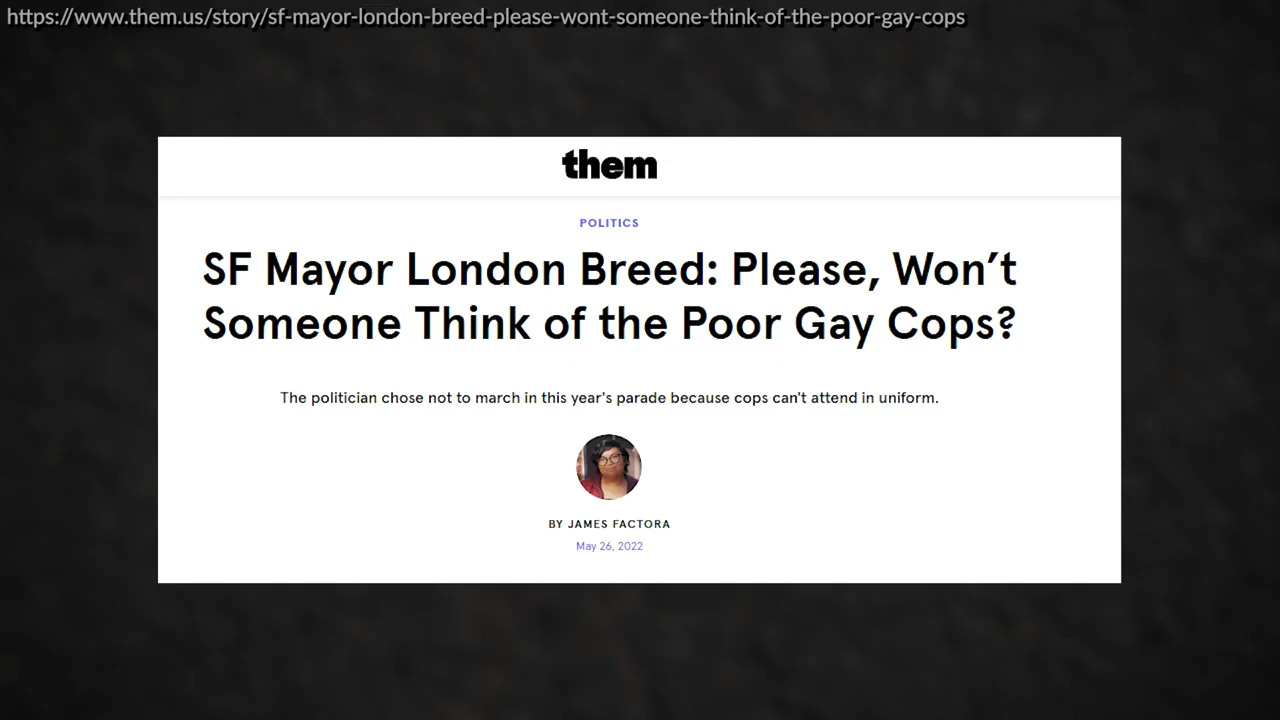 https://www.them.us/story/sf-mayor-london-breed-please-wont-someone-think-of-the-poor-gay-cops
them
POLITICS
SF Mayor London Breed: Please, Won’t
Someone Think of the Poor Gay Cops?
The politician chose not to march in this year's parade because cops can't attend in uniform.
BY JAMES FACTORA
May 26, 2022